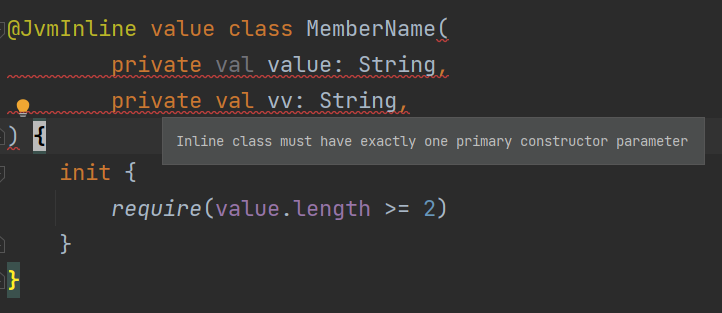 @JvmInline value class MemberName(
private val value: String,
private val vv: String,
) {
Inline class must have exactly one primary constructor parameter
init {
require(value.length >= 2)
}
}